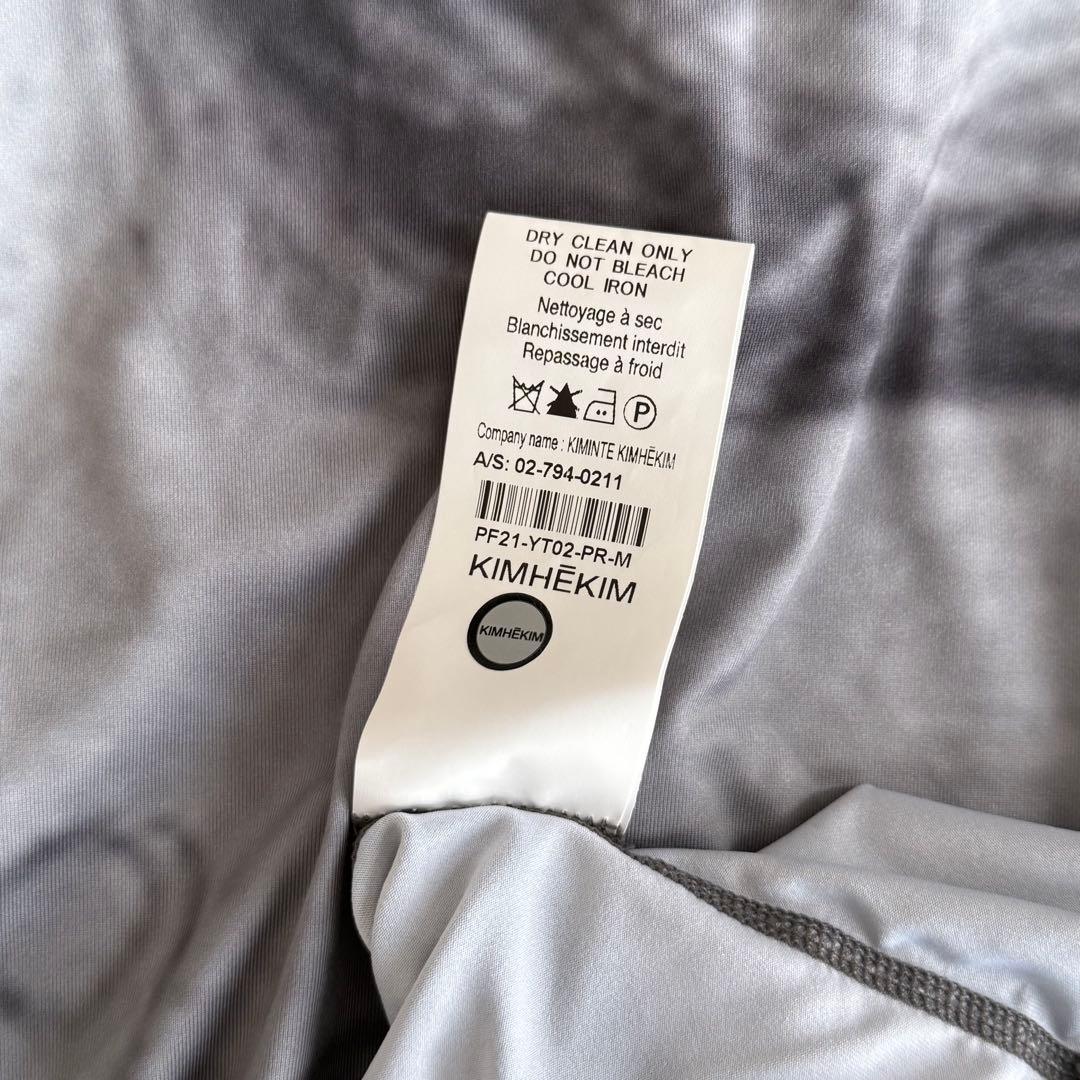 DRY CLEAN ONLY
DO NOT BLEACH
COOL IRON
Nettoyage à sec
Blanchissement interdit
Repassage à froid
P
Company name : KIMINTE KIMHĒKIM
A/S: 02-794-0211
PF21-YT02-PR-M
KIMHĒKIM
KIMHĒKIM